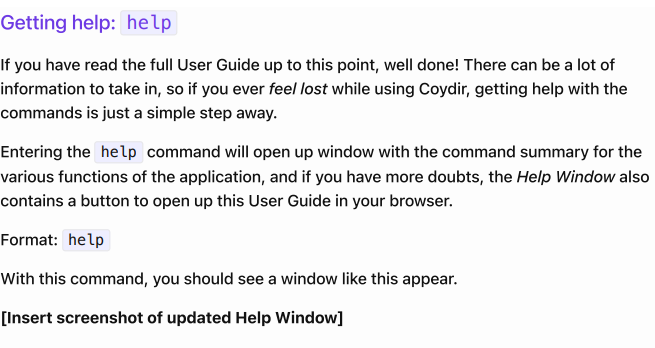 Getting help: help
If you have read the full User Guide up to this point, well done! There can be a lot of
information to take in, so if you ever feel lost while using Coydir, getting help with the
commands is just a simple step away.
Entering the help command will open up window with the command summary for the
various functions of the application, and if you have more doubts, the Help Window also
contains a button to open up this User Guide in your browser.
Format: help
With this command, you should see a window like this appear.
[Insert screenshot of updated Help Window]